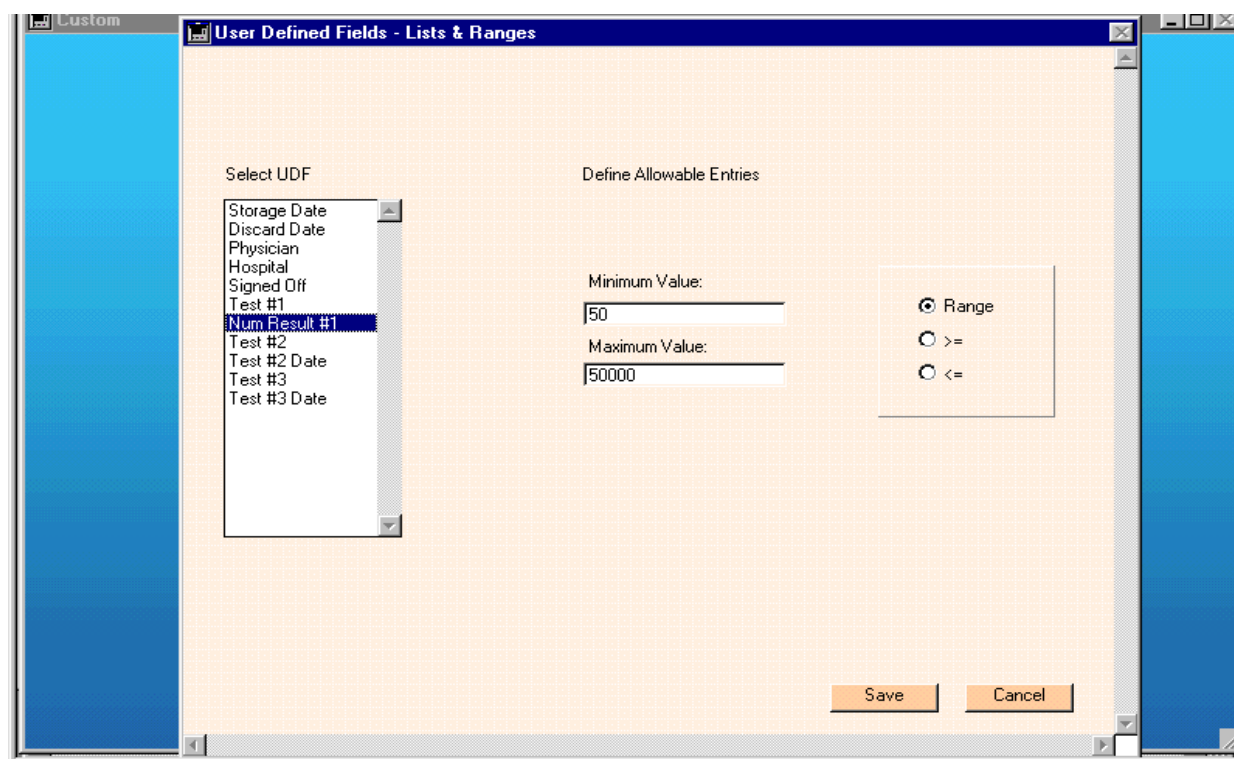 Custom
User Defined Fields - Lists & Ranges
Select UDF
Define Allowable Entries
Storage Date
Discard Date
Physician
Hospital
Signed Off
Test #1
Num Result #1
Test #2
Test #2 Date
Test #3
Test #3 Date
Minimum Value:
50
Maximum Value:
50000
Range
>=
<=
Save
Cancel